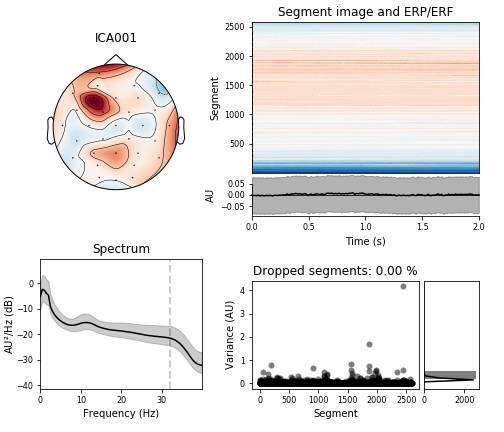 ICA001
Segment image and ERP/ERF
2500
2000
1500
1000
500
Segment
0.05
0.00
−0.05
AU
0.0 0.5 1.0 1.5 2.0
Time (s)
Spectrum
0
−10
−20
−30
−40
AU²/Hz (dB)
0 10 20 30
Frequency (Hz)
Dropped segments: 0.00 %
4
3
2
1
0
Variance (AU)
0 500 1000 1500 2000 2500
Segment
0 2000